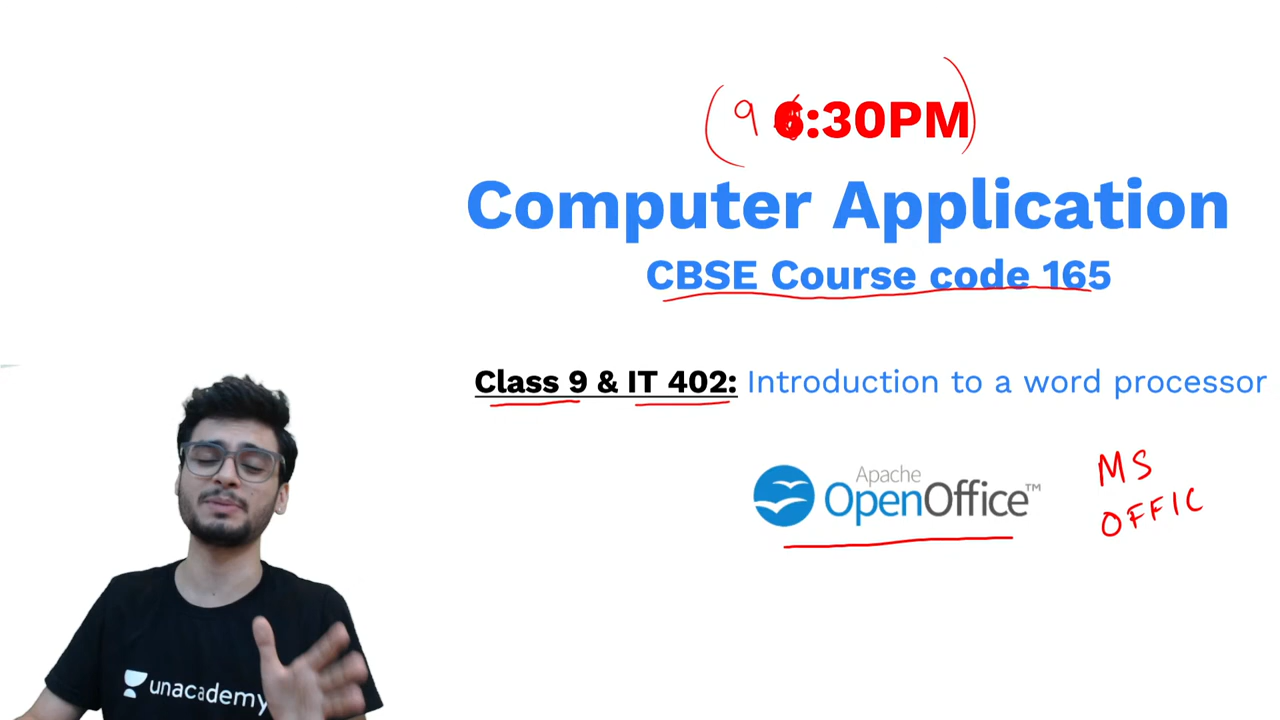 (9 6:30PM)
Computer Application
CBSE Course code 165
Class 9 & IT 402: Introduction to a word processor
Apache
OpenOffice™
MS
OFFIC
unacademy